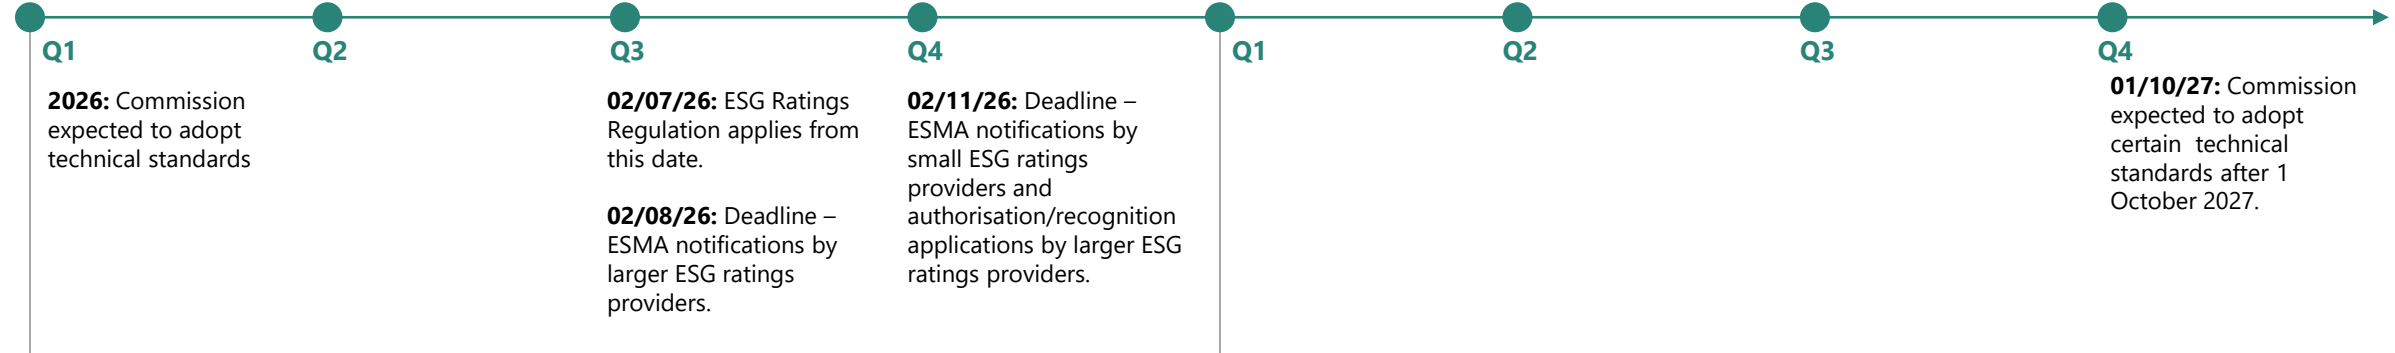 Q1
Q2
Q3
Q4
Q1
Q2
Q3
Q4
2026: Commission
expected to adopt
technical standards
02/07/26: ESG Ratings
Regulation applies from
this date.
02/08/26: Deadline –
ESMA notifications by
larger ESG ratings
providers.
02/11/26: Deadline –
ESMA notifications by
small ESG ratings
providers and
authorisation/recognition
applications by larger ESG
ratings providers.
01/10/27: Commission
expected to adopt
certain  technical
standards after 1
October 2027.